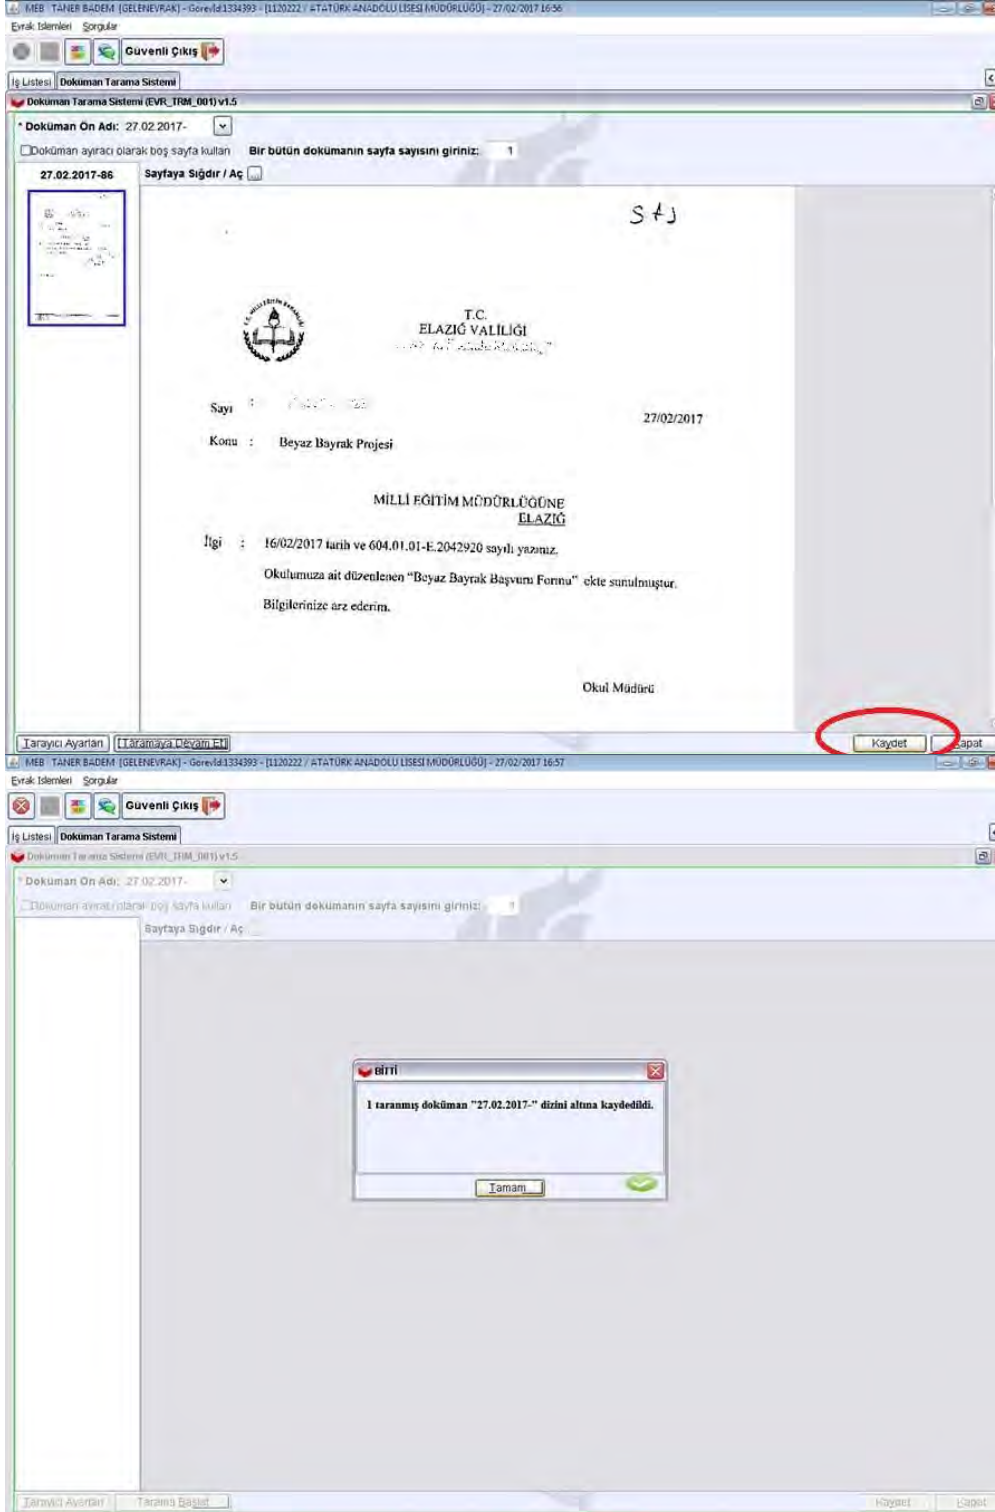 MEB TANER BADEM [GELENEVRAK] - GorevId:1334393 - [1120222 / ATATÜRK ANADOLU LİSESİ MÜDÜRLÜĞÜ] - 27/02/2017 16:56
Evrak İşlemleri Sorgular
Güvenli Çıkış
İş Listesi Doküman Tarama Sistemi
Doküman Tarama Sistemi (EVR_TRM_001) v1.5
* Doküman Ön Adı: 27.02.2017-
Doküman ayıracı olarak boş sayfa kullan Bir bütün dokümanın sayfa sayısını giriniz: 1
27.02.2017-86 Sayfaya Sığdır / Aç
T.C.
ELAZIĞ VALİLİĞİ
Sayı :
27/02/2017
Konu : Beyaz Bayrak Projesi
MİLLİ EĞİTİM MÜDÜRLÜĞÜNE
ELAZIĞ
İlgi : 16/02/2017 tarih ve 604.01.01-E.2042920 sayılı yazınız.
Okulumuza ait düzenlenen “Beyaz Bayrak Başvuru Formu” ekte sunulmuştur.
Bilgilerinize arz ederim.
Okul Müdürü
Tarayıcı Ayarları Taramaya Devam Et Kaydet Kapat
MEB TANER BADEM [GELENEVRAK] - GorevId:1334393 - [1120222 / ATATÜRK ANADOLU LİSESİ MÜDÜRLÜĞÜ] - 27/02/2017 16:57
Evrak İşlemleri Sorgular
Güvenli Çıkış
İş Listesi Doküman Tarama Sistemi
Doküman Tarama Sistemi (EVR_TRM_001) v1.5
* Doküman Ön Adı: 27.02.2017-
Doküman ayıracı olarak boş sayfa kullan Bir bütün dokümanın sayfa sayısını giriniz: 1
Sayfaya Sığdır / Aç
BİTTİ
1 taranmış doküman "27.02.2017-" dizini altına kaydedildi.
Tamam
Tarayıcı Ayarları Tarama Başlat Kaydet Kapat